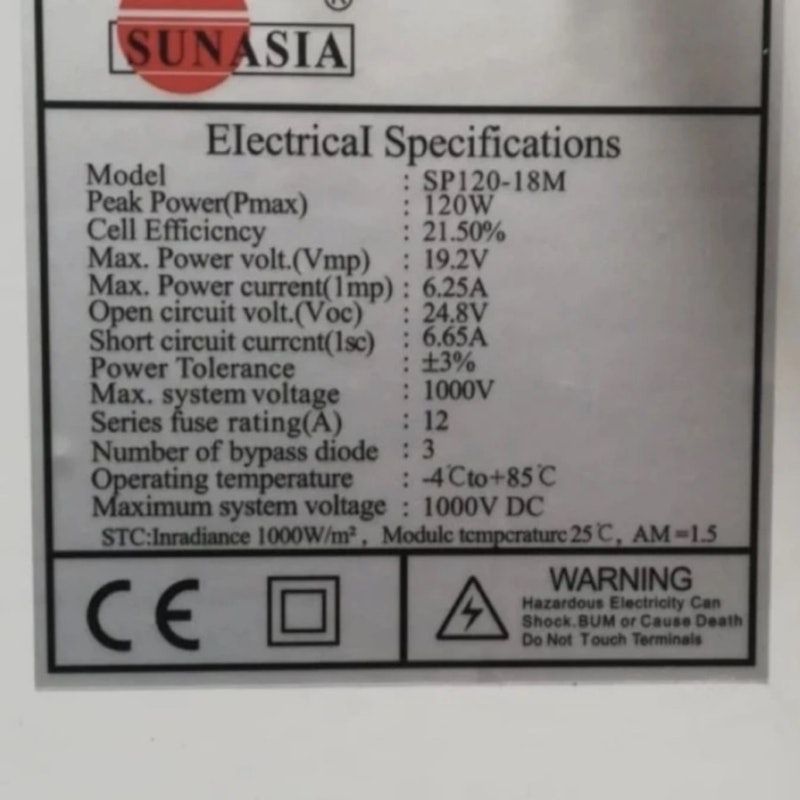 ®
SUNASIA
Electrical Specifications
Model : SP120-18M
Peak Power(Pmax) : 120W
Cell Efficicncy : 21.50%
Max. Power volt.(Vmp) : 19.2V
Max. Power current(1mp) : 6.25A
Open circuit volt.(Voc) : 24.8V
Short circuit currcnt(1sc) : 6.65A
Power Tolerance : ±3%
Max. system voltage : 1000V
Series fuse rating(A) : 12
Number of bypass diode : 3
Operating temperature : -4℃to+85℃
Maximum system voltage : 1000V DC
STC:Inradiance 1000W/m², Modulc tcmpcraturc 25℃, AM=1.5
CE
WARNING
Hazardous Electricity Can
Shock.BUM or Cause Death
Do Not Touch Terminals